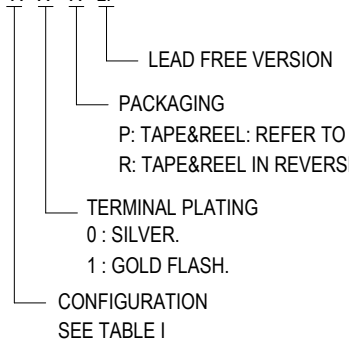 LEAD FREE VERSION
PACKAGING
P: TAPE&REEL: REFER TO
R: TAPE&REEL IN
TERMINAL PLATING
0 : SILVER.
1 : GOLD FLASH.
CONFIGURATION
SEE TABLE I